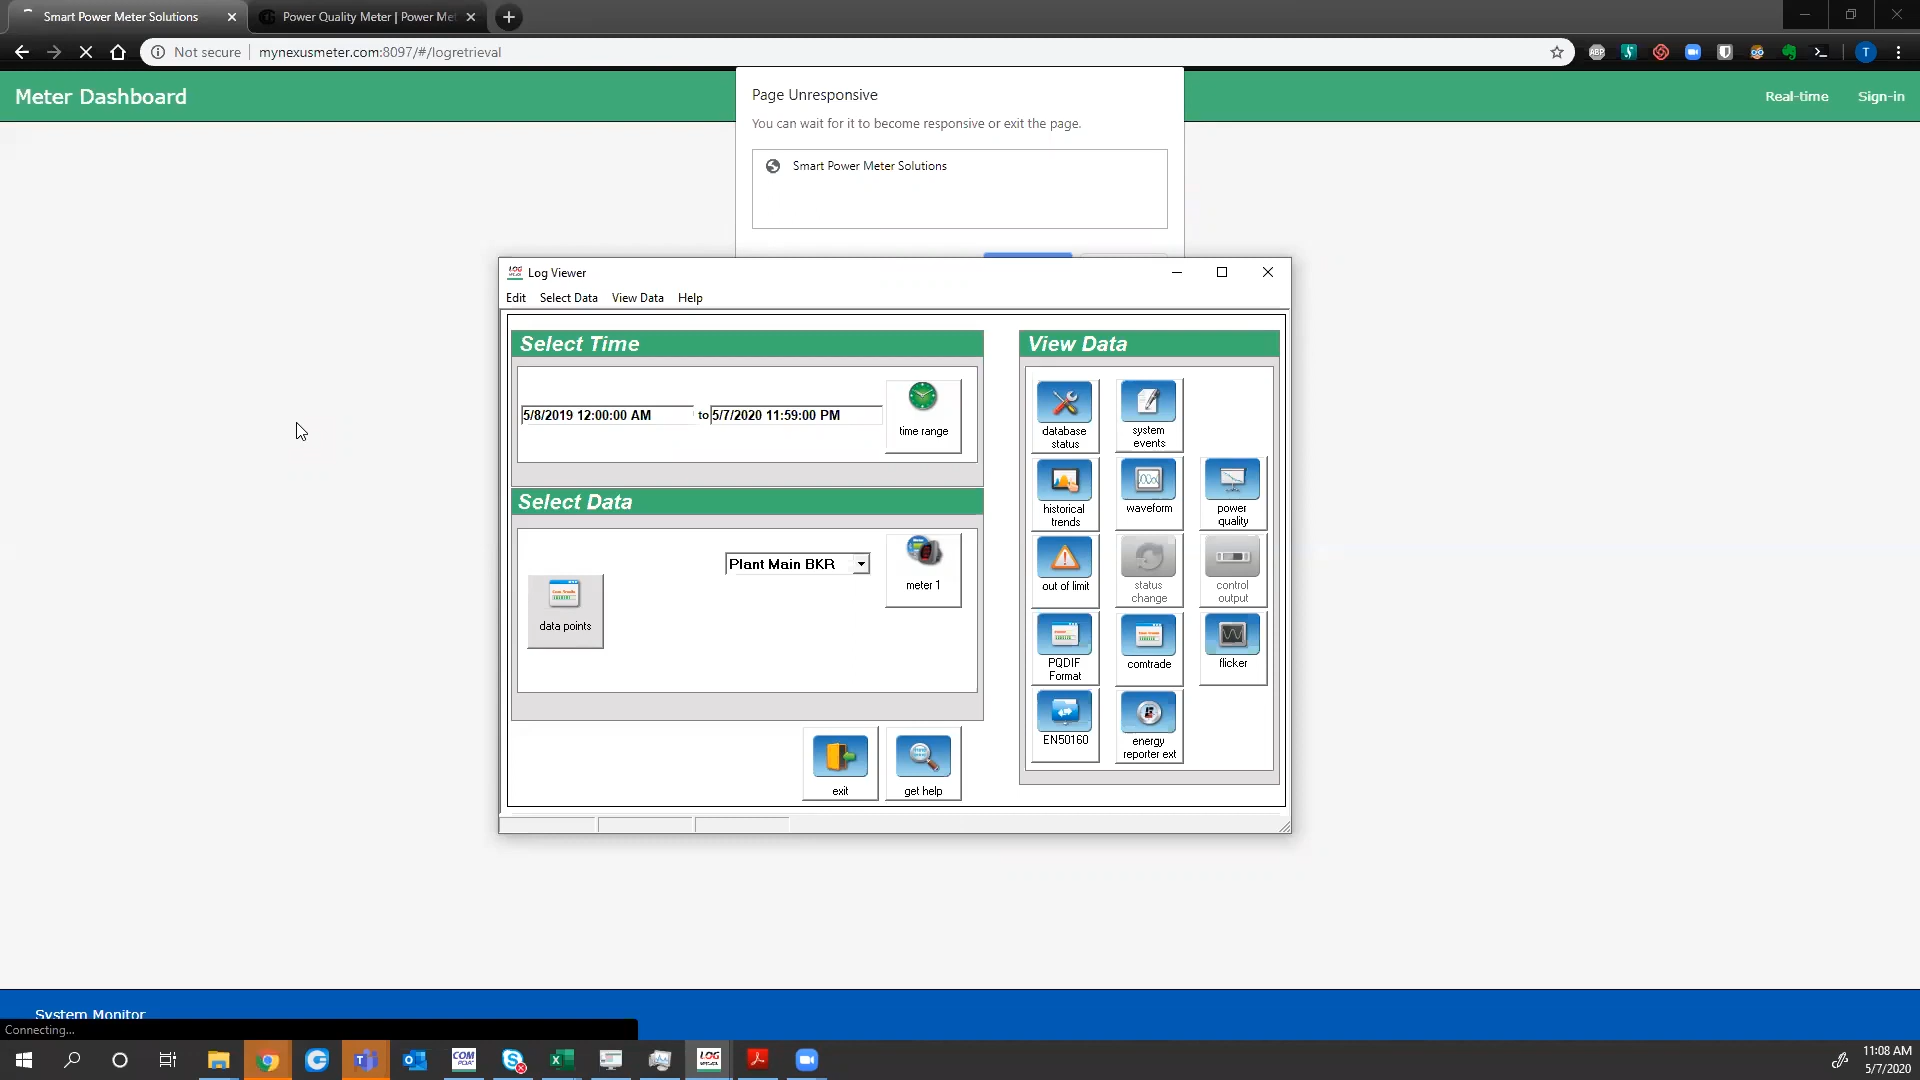 Smart Power Meter Solutions
Power Quality Meter | Power Me
Not secure
mynexusmeter.com:8097/#/logretrieval
ABP
T
Meter Dashboard
Real-time
Sign-in
Page Unresponsive
You can wait for it to become responsive or exit the page.
Smart Power Meter Solutions
LOG
Log Viewer
Edit
Select Data
View Data
Help
Select Time
5/8/2019 12:00:00 AM
to
5/7/2020 11:59:00 PM
time range
Select Data
Plant Main BKR
meter 1
data points
exit
get help
View Data
database
status
system
events
historical
trends
waveform
power
quality
out of limit
status
change
control
output
PQDIF
Format
comtrade
flicker
EN50160
energy
reporter ext
System Monitor
Connecting...
COM
LOG
11:08 AM
5/7/2020